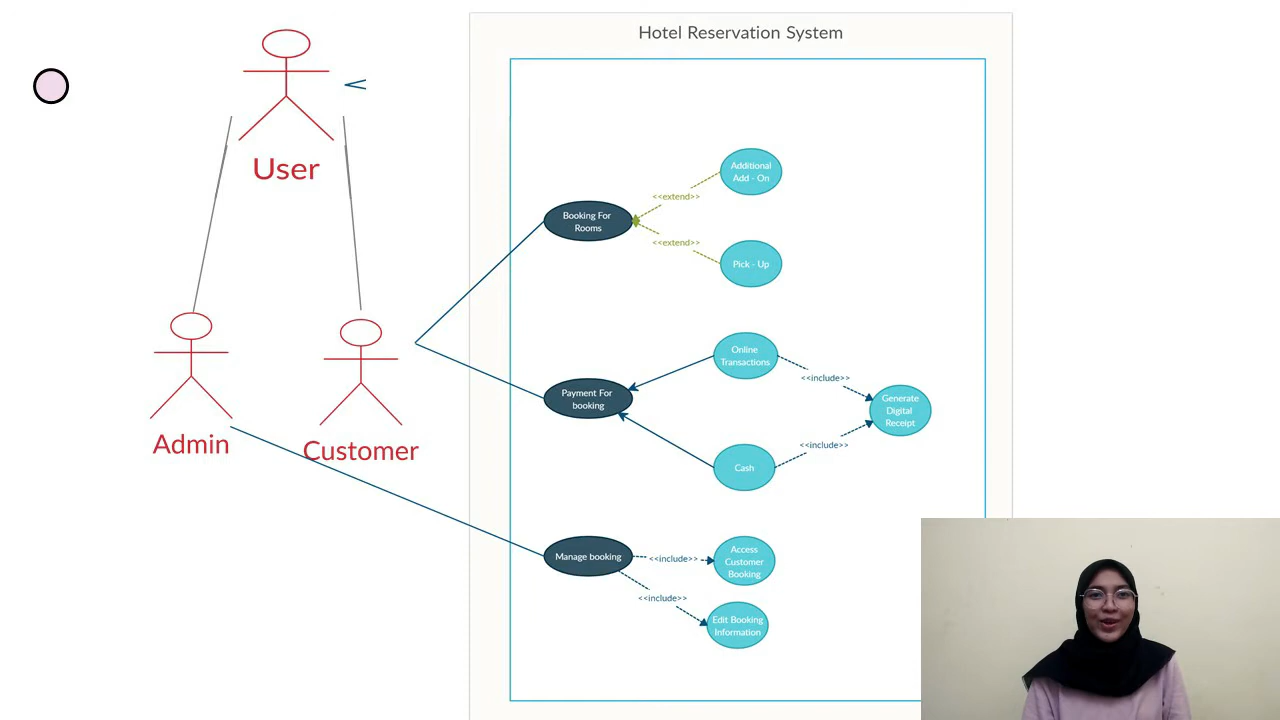 Hotel Reservation System
User
Additional
Add - On
<<extend>>
Booking For
Rooms
<<extend>>
Pick - Up
Online
Transactions
<<include>>
Payment For
booking
Generate
Digital
Receipt
<<include>>
Cash
Admin
Customer
Manage booking
<<include>>
Access
Customer
Booking
<<include>>
Edit Booking
Information